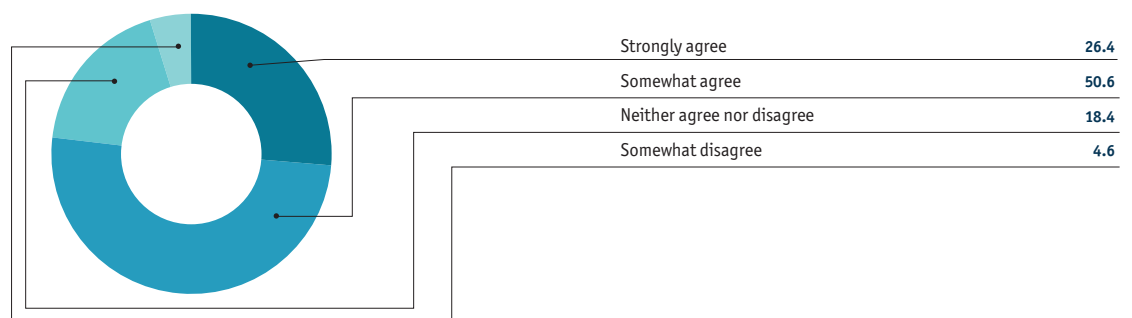 Strongly agree 26.4
Somewhat agree 50.6
Neither agree nor disagree 18.4
Somewhat disagree 4.6